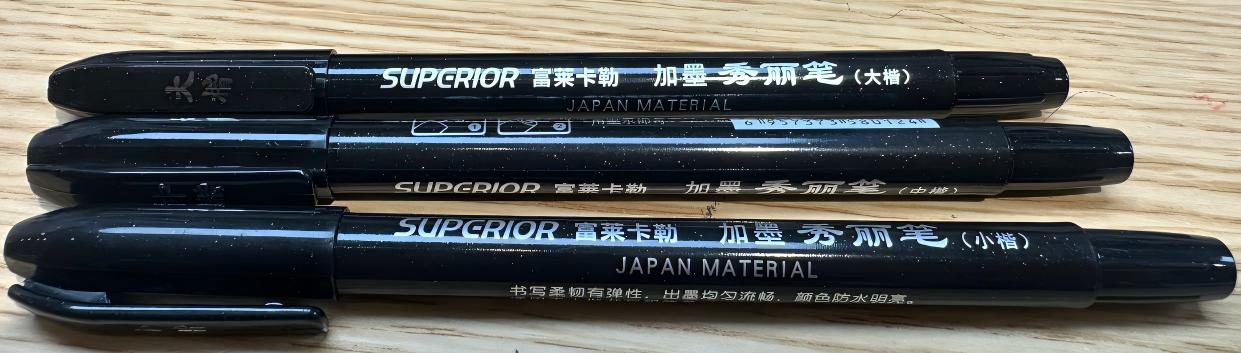 大楷
SUPERIOR 富莱卡勒 加墨 秀丽笔（大楷）
JAPAN MATERIAL
SUPERIOR 富莱卡勒 加墨 秀丽笔（中楷）
SUPERIOR 富莱卡勒 加墨 秀丽笔（小楷）
JAPAN MATERIAL
书写柔韧有弹性，出墨均匀流畅，颜色防水明亮。